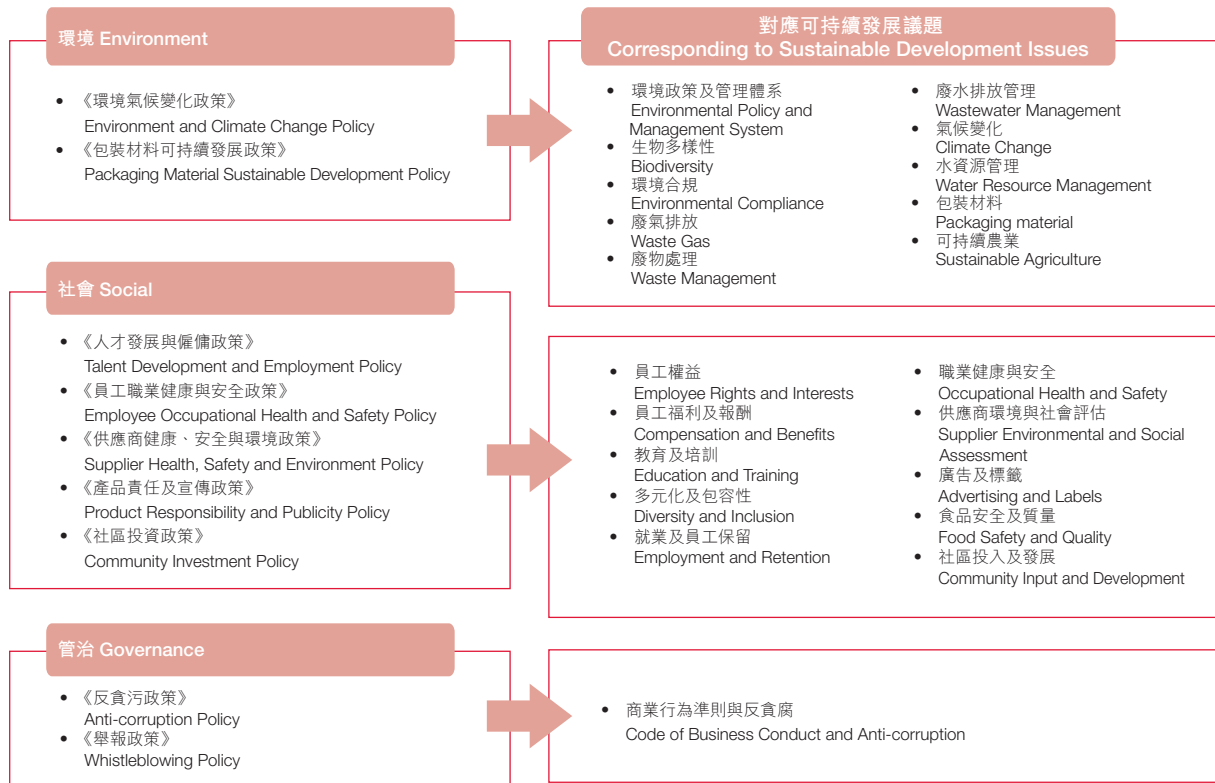 環境 Environment
《環境氣候變化政策》
Environment and Climate Change Policy
《包裝材料可持續發展政策》
Packaging Material Sustainable Development Policy
對應可持續發展議題
Corresponding to Sustainable Development Issues
環境政策及管理體系
Environmental Policy and
Management System
生物多樣性
Biodiversity
環境合規
Environmental Compliance
廢氣排放
Waste Gas
廢物處理
Waste Management
廢水排放管理
Wastewater Management
氣候變化
Climate Change
水資源管理
Water Resource Management
包裝材料
Packaging material
可持續農業
Sustainable Agriculture
社會 Social
《人才發展與僱傭政策》
Talent Development and Employment Policy
《員工職業健康與安全政策》
Employee Occupational Health and Safety Policy
《供應商健康、安全與環境政策》
Supplier Health, Safety and Environment Policy
《產品責任及宣傳政策》
Product Responsibility and Publicity Policy
《社區投資政策》
Community Investment Policy
員工權益
Employee Rights and Interests
員工福利及報酬
Compensation and Benefits
教育及培訓
Education and Training
多元化及包容性
Diversity and Inclusion
就業及員工保留
Employment and Retention
職業健康與安全
Occupational Health and Safety
供應商環境與社會評估
Supplier Environmental and Social
Assessment
廣告及標籤
Advertising and Labels
食品安全及質量
Food Safety and Quality
社區投入及發展
Community Input and Development
管治 Governance
《反貪污政策》
Anti-corruption Policy
《舉報政策》
Whistleblowing Policy
商業行為準則與反貪腐
Code of Business Conduct and Anti-corruption